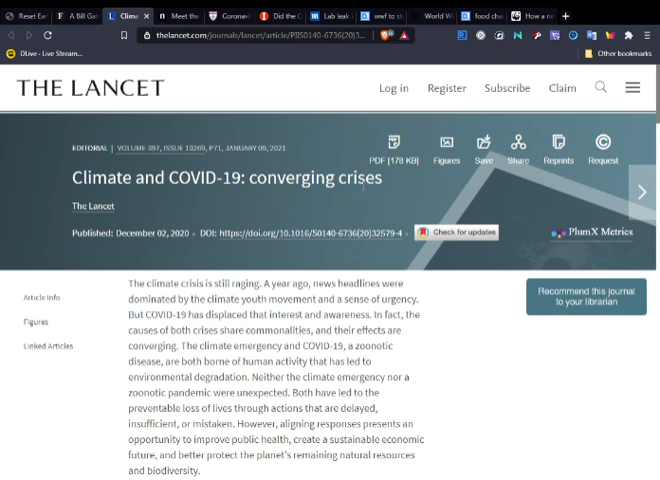 Reset Ear
A Bill Gat
Clima
Meet the
Coronavi
Did the C
Lab leak
wwf to st
World Wi
food cha
How a ne
thelancet.com/journals/lancet/article/PIIS0140-6736(20)3...
DLive - Live Stream...
Other bookmarks
THE LANCET
Log in
Register
Subscribe
Claim
EDITORIAL | VOLUME 397, ISSUE 10269, P71, JANUARY 09, 2021
PDF [178 KB]
Figures
Save
Share
Reprints
Request
Climate and COVID-19: converging crises
The Lancet
Published: December 02, 2020 • DOI: https://doi.org/10.1016/S0140-6736(20)32579-4 •
Check for updates
PlumX Metrics
Article Info
Figures
Linked Articles
The climate crisis is still raging. A year ago, news headlines were
dominated by the climate youth movement and a sense of urgency.
But COVID-19 has displaced that interest and awareness. In fact, the
causes of both crises share commonalities, and their effects are
converging. The climate emergency and COVID-19, a zoonotic
disease, are both borne of human activity that has led to
environmental degradation. Neither the climate emergency nor a
zoonotic pandemic were unexpected. Both have led to the
preventable loss of lives through actions that are delayed,
insufficient, or mistaken. However, aligning responses presents an
opportunity to improve public health, create a sustainable economic
future, and better protect the planet's remaining natural resources
and biodiversity.
Recommend this journal
to your librarian